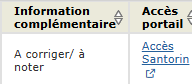 Information complémentaire
Accès portail
A corriger/ à noter
Accès Santorin